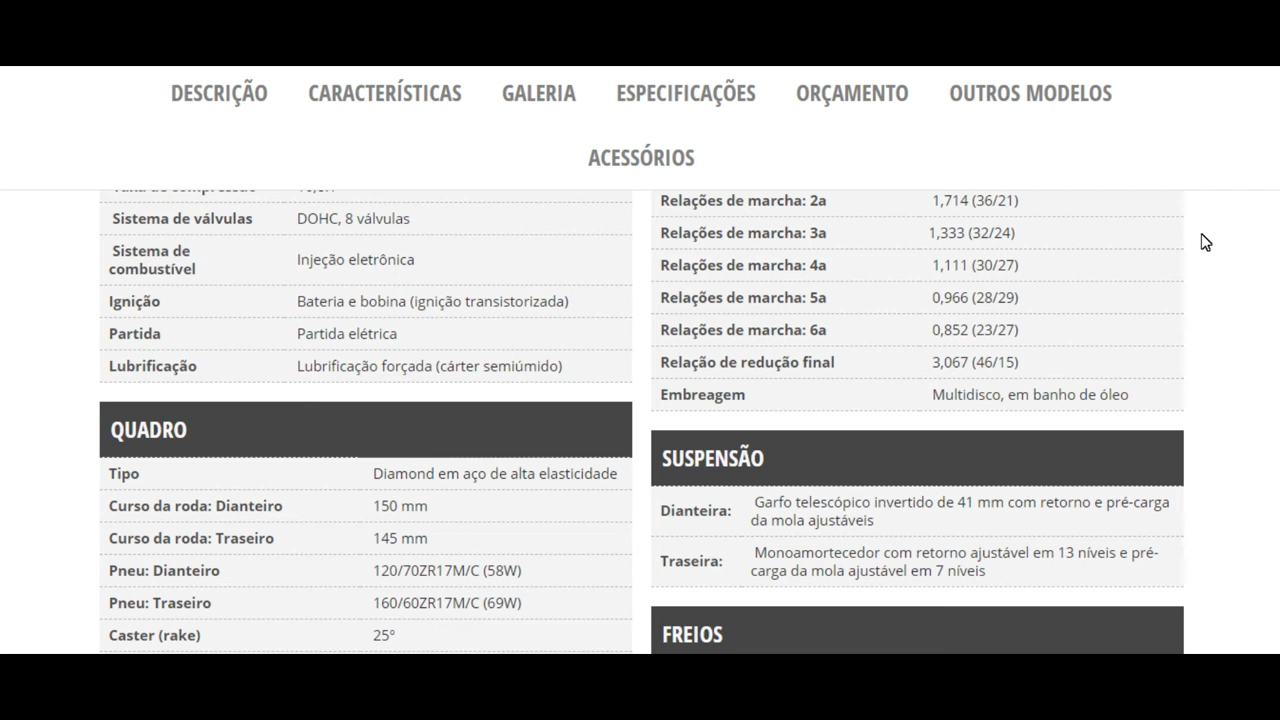 DESCRIÇÃO CARACTERÍSTICAS GALERIA ESPECIFICAÇÕES ORÇAMENTO OUTROS MODELOS
ACESSÓRIOS
Sistema de válvulas DOHC, 8 válvulas
Sistema de
combustível Injeção eletrônica
Ignição Bateria e bobina (ignição transistorizada)
Partida Partida elétrica
Lubrificação Lubrificação forçada (cárter semiúmido)
QUADRO
Tipo Diamond em aço de alta elasticidade
Curso da roda: Dianteiro 150 mm
Curso da roda: Traseiro 145 mm
Pneu: Dianteiro 120/70ZR17M/C (58W)
Pneu: Traseiro 160/60ZR17M/C (69W)
Caster (rake) 25º
Relações de marcha: 2a 1,714 (36/21)
Relações de marcha: 3a 1,333 (32/24)
Relações de marcha: 4a 1,111 (30/27)
Relações de marcha: 5a 0,966 (28/29)
Relações de marcha: 6a 0,852 (23/27)
Relação de redução final 3,067 (46/15)
Embreagem Multidisco, em banho de óleo
SUSPENSÃO
Dianteira: Garfo telescópico invertido de 41 mm com retorno e pré-carga
da mola ajustáveis
Traseira: Monoamortecedor com retorno ajustável em 13 níveis e pré-
carga da mola ajustável em 7 níveis
FREIOS